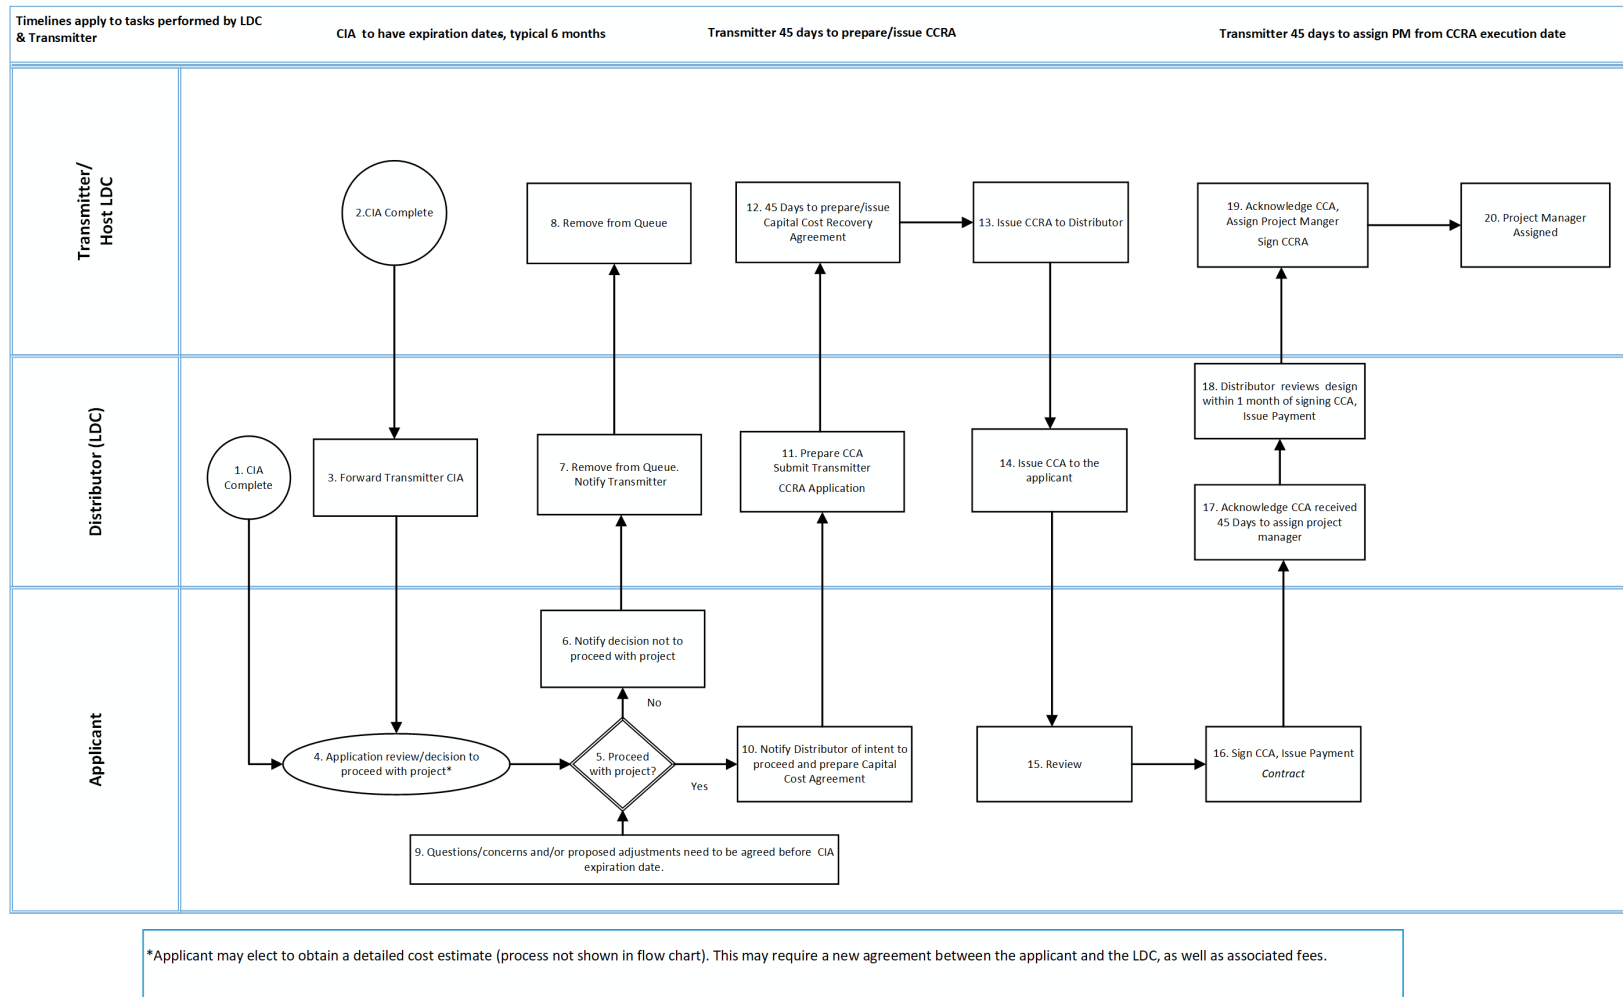 Timelines apply to tasks performed by LDC
& Transmitter
CIA to have expiration dates, typical 6 months
Transmitter 45 days to prepare/issue CCRA
Transmitter 45 days to assign PM from CCRA execution date
Transmitter/
Host LDC
2.CIA Complete
8. Remove from Queue
12. 45 Days to prepare/issue
Capital Cost Recovery
Agreement
13. Issue CCRA to Distributor
19. Acknowledge CCA,
Assign Project Manger
Sign CCRA
20. Project Manager
Assigned
Distributor (LDC)
1. CIA
Complete
3. Forward Transmitter CIA
7. Remove from Queue.
Notify Transmitter
11. Prepare CCA
Submit Transmitter
CCRA Application
14. Issue CCA to the
applicant
18. Distributor reviews design
within 1 month of signing CCA,
Issue Payment
17. Acknowledge CCA received
45 Days to assign project
manager
Applicant
4. Application review/decision to
proceed with project*
5. Proceed
with project?
6. Notify decision not to
proceed with project
No
Yes
10. Notify Distributor of intent to
proceed and prepare Capital
Cost Agreement
15. Review
16. Sign CCA, Issue Payment
Contract
9. Questions/concerns and/or proposed adjustments need to be agreed before CIA
expiration date.
*Applicant may elect to obtain a detailed cost estimate (process not shown in flow chart). This may require a new agreement between the applicant and the LDC, as well as associated fees.